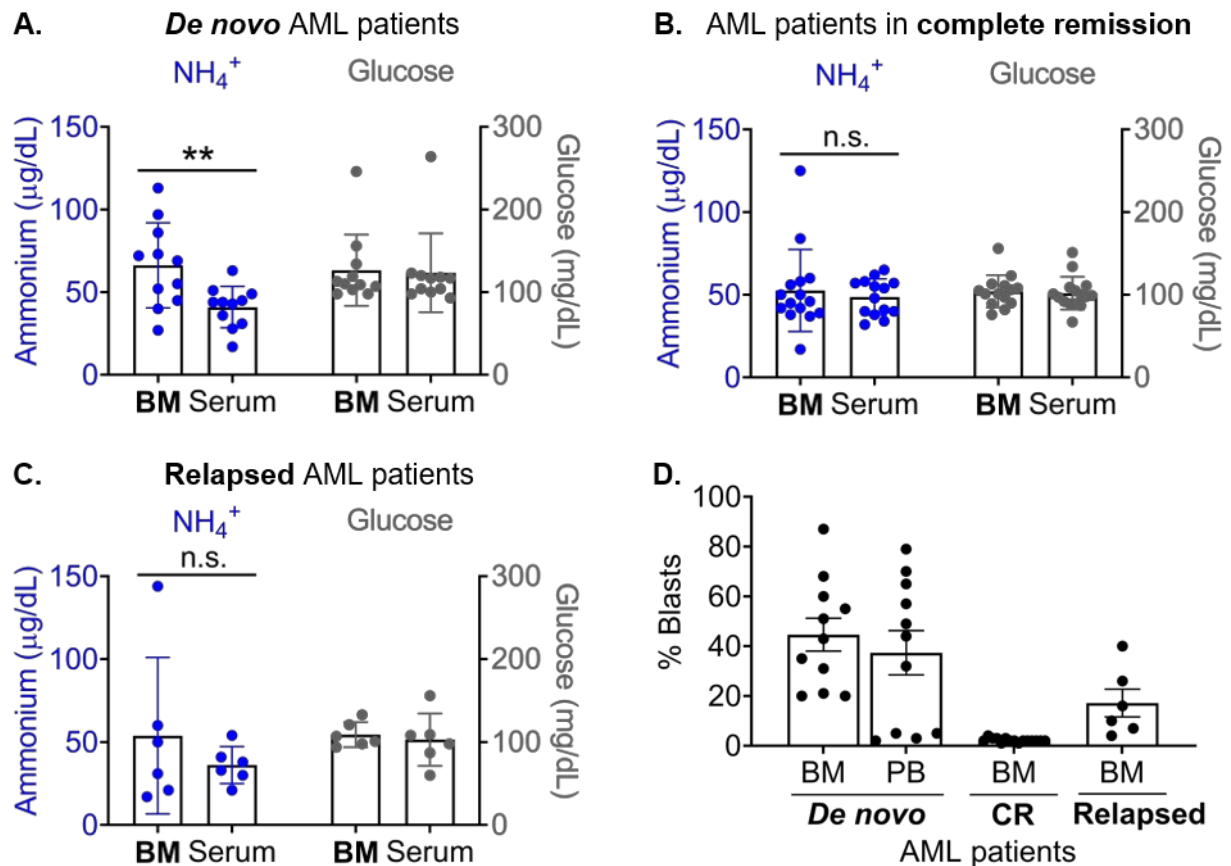 A. De novo AML patients
NH4+ Glucose
Ammonium (μg/dL)
150
100
50
0
**
Glucose (mg/dL)
300
200
100
0
BM Serum BM Serum
B. AML patients in complete remission
NH4+ Glucose
Ammonium (μg/dL)
150
100
50
0
n.s.
Glucose (mg/dL)
300
200
100
0
BM Serum BM Serum
C. Relapsed AML patients
NH4+ Glucose
Ammonium (μg/dL)
150
100
50
0
n.s.
Glucose (mg/dL)
300
200
100
0
BM Serum BM Serum
D.
% Blasts
100
80
60
40
20
0
BM PB BM BM
De novo CR Relapsed
AML patients